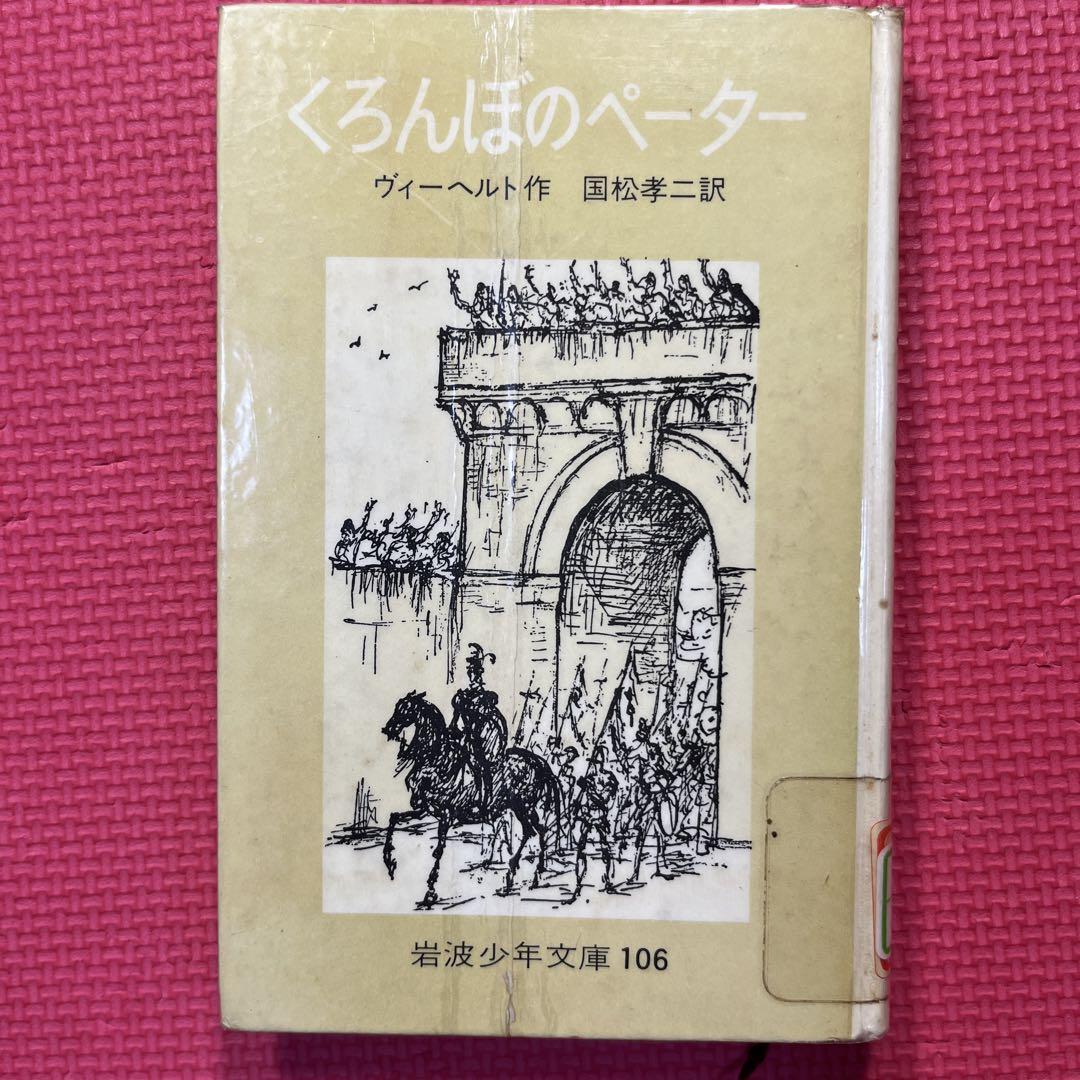 くろんぼのペーター
ヴィーヘルト作　国松孝二訳
岩波少年文庫 106